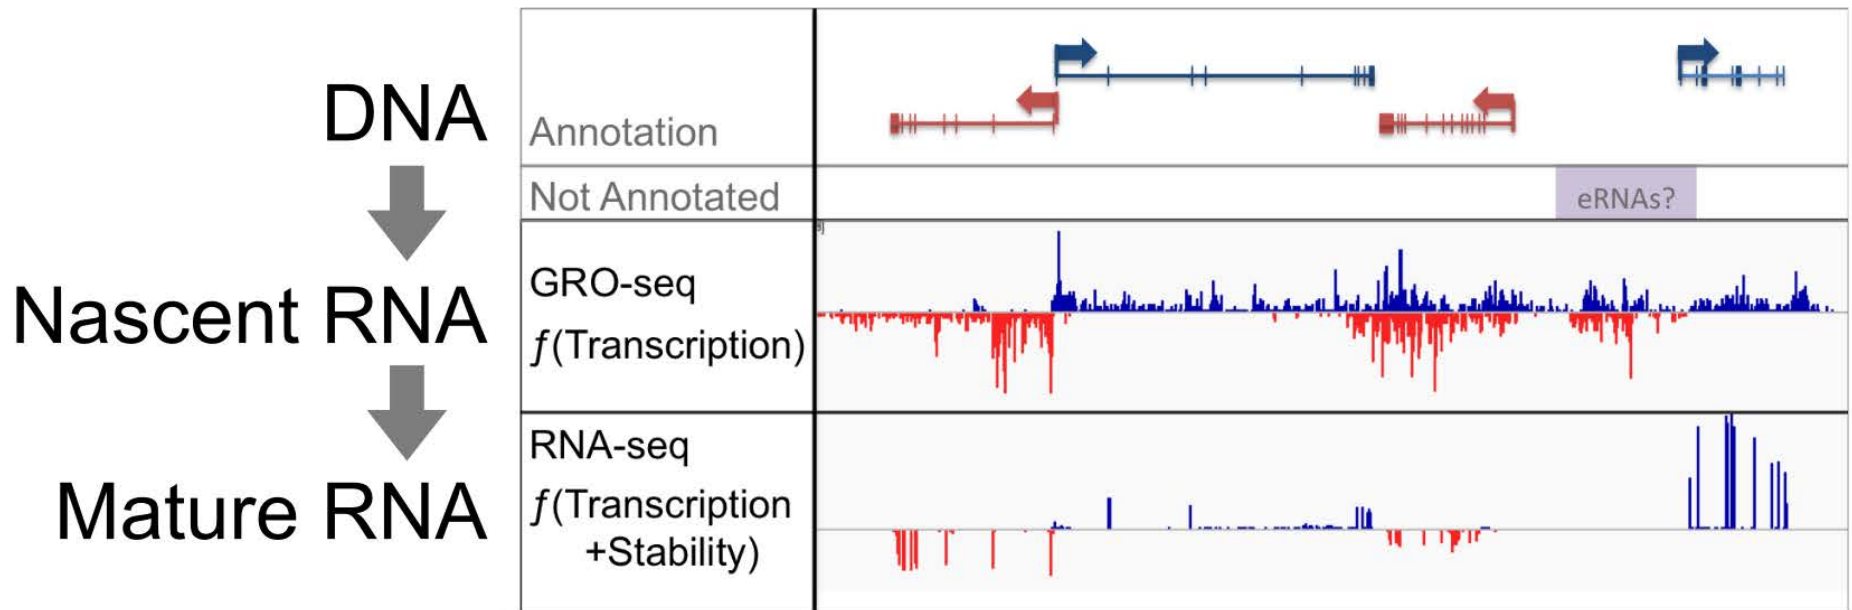 DNA
Nascent RNA
Mature RNA
Annotation
Not Annotated
eRNAs?
GRO-seq
ƒ(Transcription)
RNA-seq
ƒ(Transcription
+Stability)